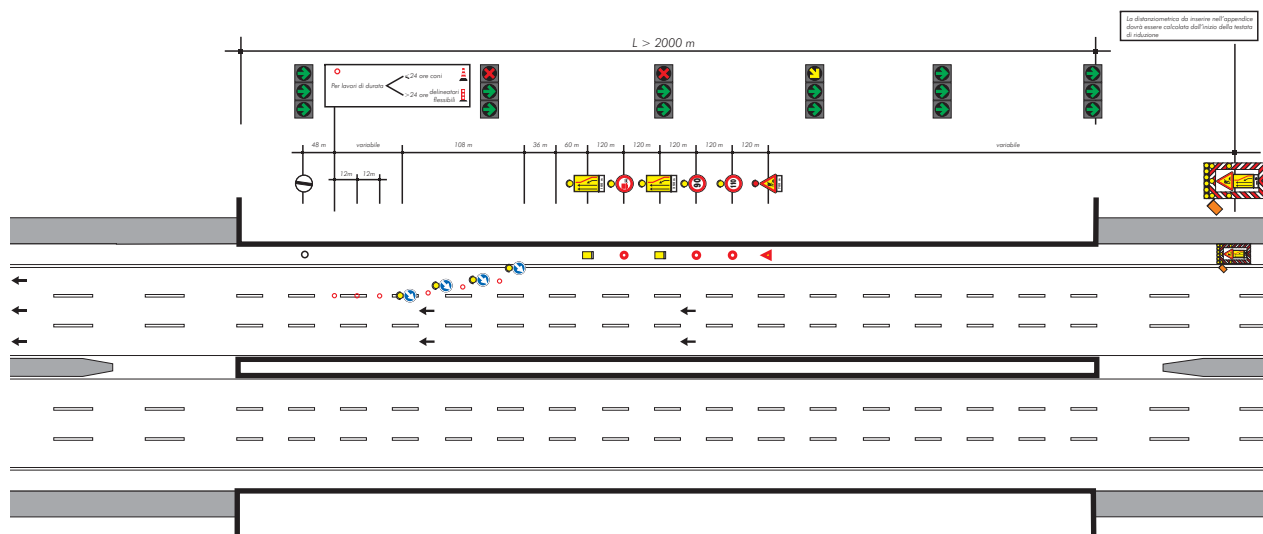 La distanziometrica da inserire nell'appendice
dovrà essere calcolata dall'inizio della testata
di riduzione
L > 2000 m
Per lavori di durata
<24 ore coni
>24 ore delineatori
flessibili
48 m
variabile
108 m
36 m
60 m
120 m
120 m
120 m
120 m
120 m
variabile
12m
12m
90
110